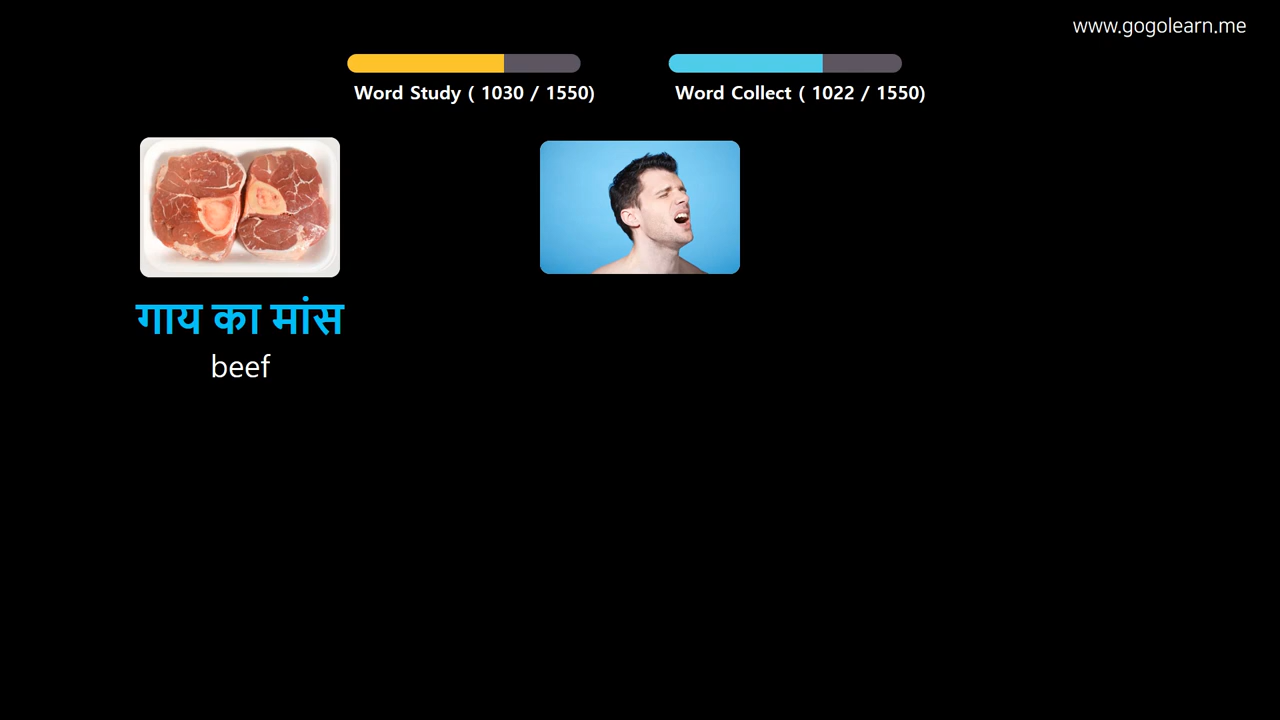 www.gogolearn.me
Word Study ( 1030 / 1550)
Word Collect ( 1022 / 1550)
गाय का मांस
beef